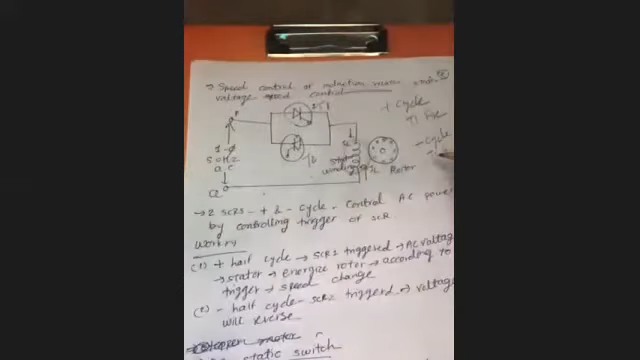 → Speed control of induction motor under
voltage speed control
②
+ Cycle
T1 Fire
- Cycle
P
T1
1-φ
50HZ
a.c
Q
T2
Stator
winding
Rotor
→ 2 SCRS - + & - cycle - control AC power
by controlling trigger of SCR
Working
(1) + half cycle → SCR1 triggered → AC voltage
→ stator → energize rotor → according to
trigger → speed change
(2) - half cycle - SCR2 triggered → voltage
will reverse
Stepper motor
static switch